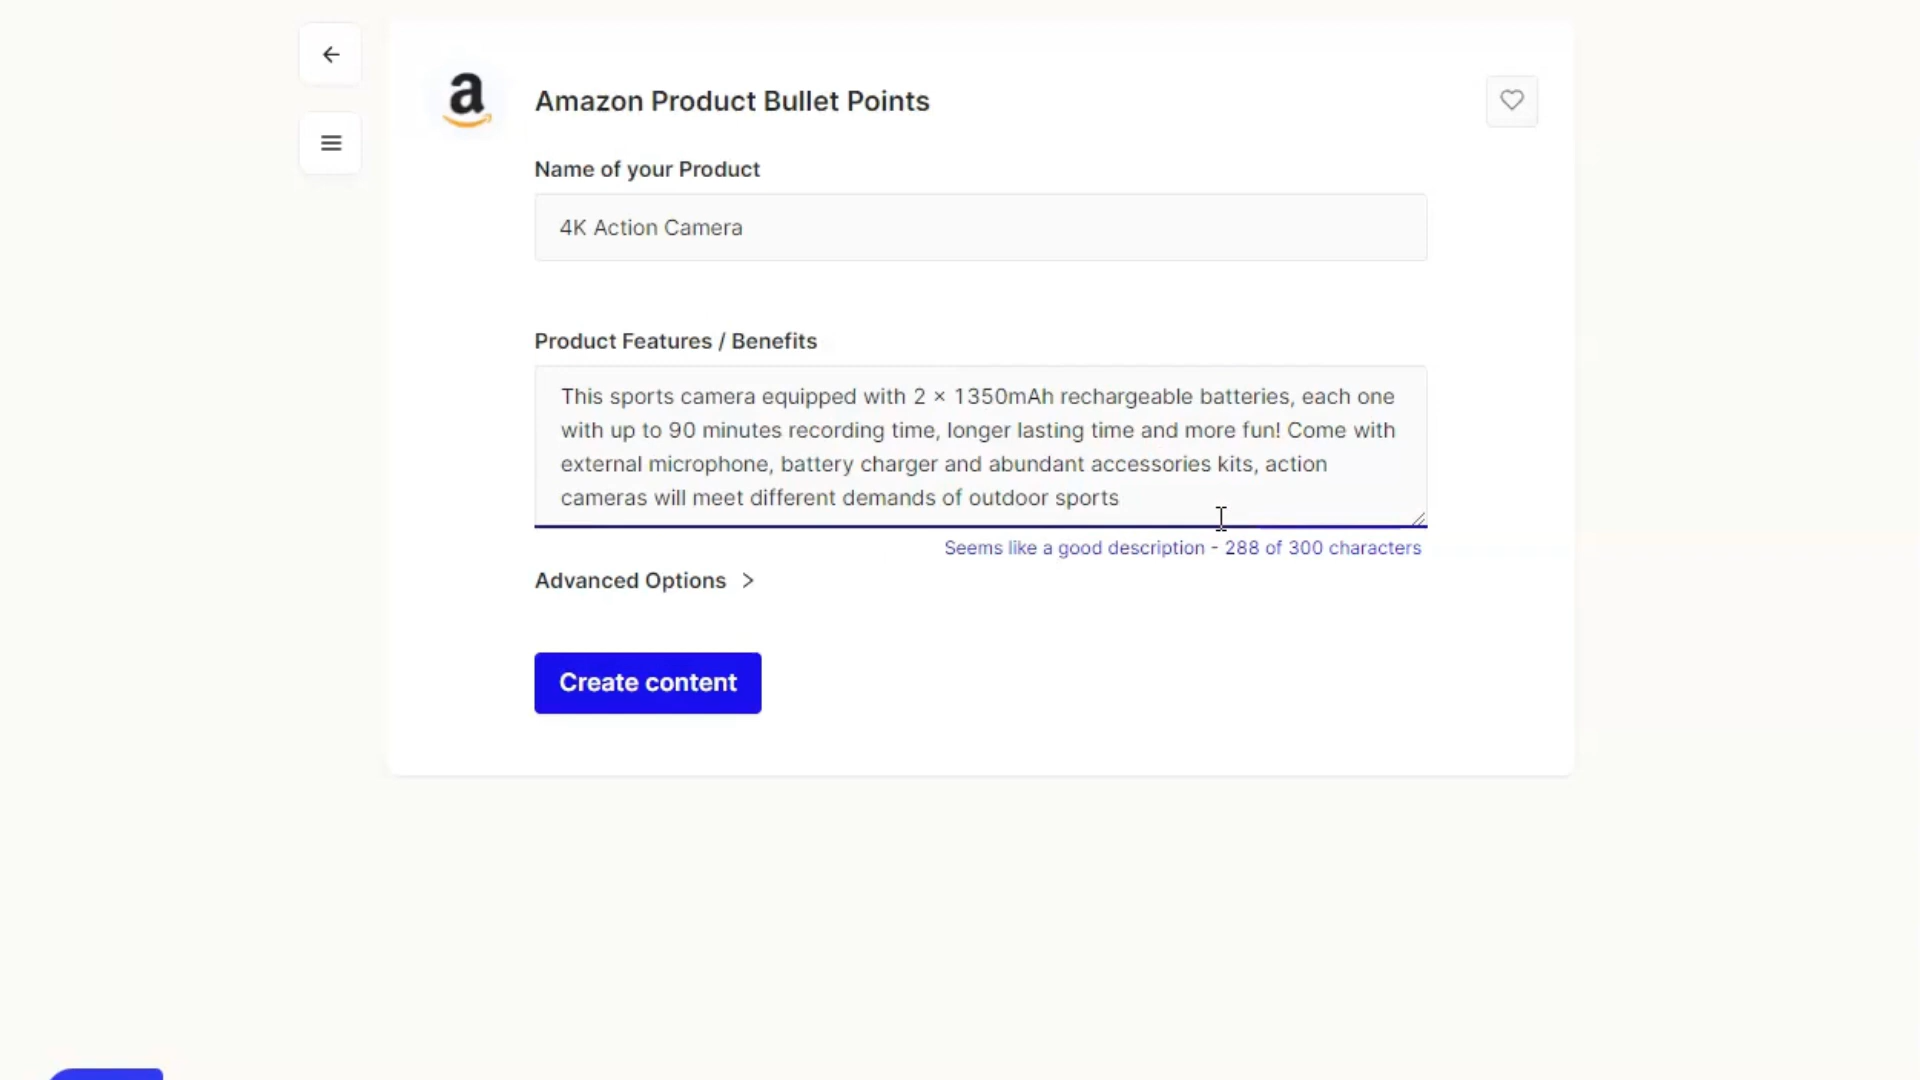 a
Amazon Product Bullet Points
Name of your Product
4K Action Camera
Product Features / Benefits
This sports camera equipped with 2 × 1350mAh rechargeable batteries, each one
with up to 90 minutes recording time, longer lasting time and more fun! Come with
external microphone, battery charger and abundant accessories kits, action
cameras will meet different demands of outdoor sports
Seems like a good description - 288 of 300 characters
Advanced Options >
Create content